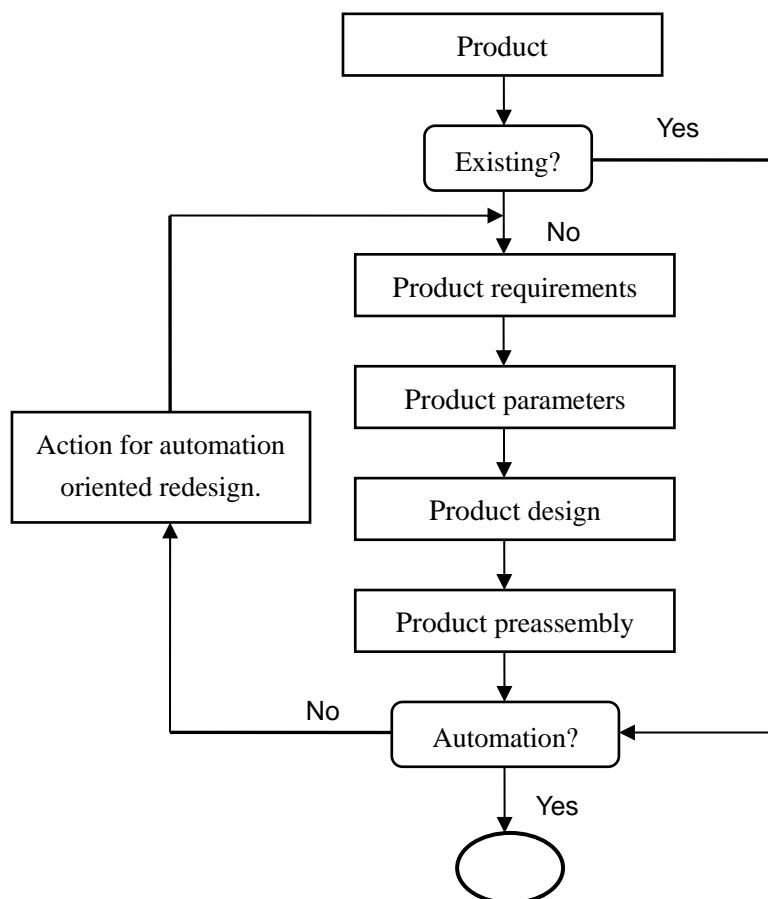 Product
Yes
Existing?
No
Product requirements
Product parameters
Action for automation
oriented redesign.
Product design
Product preassembly
No
Automation?
Yes